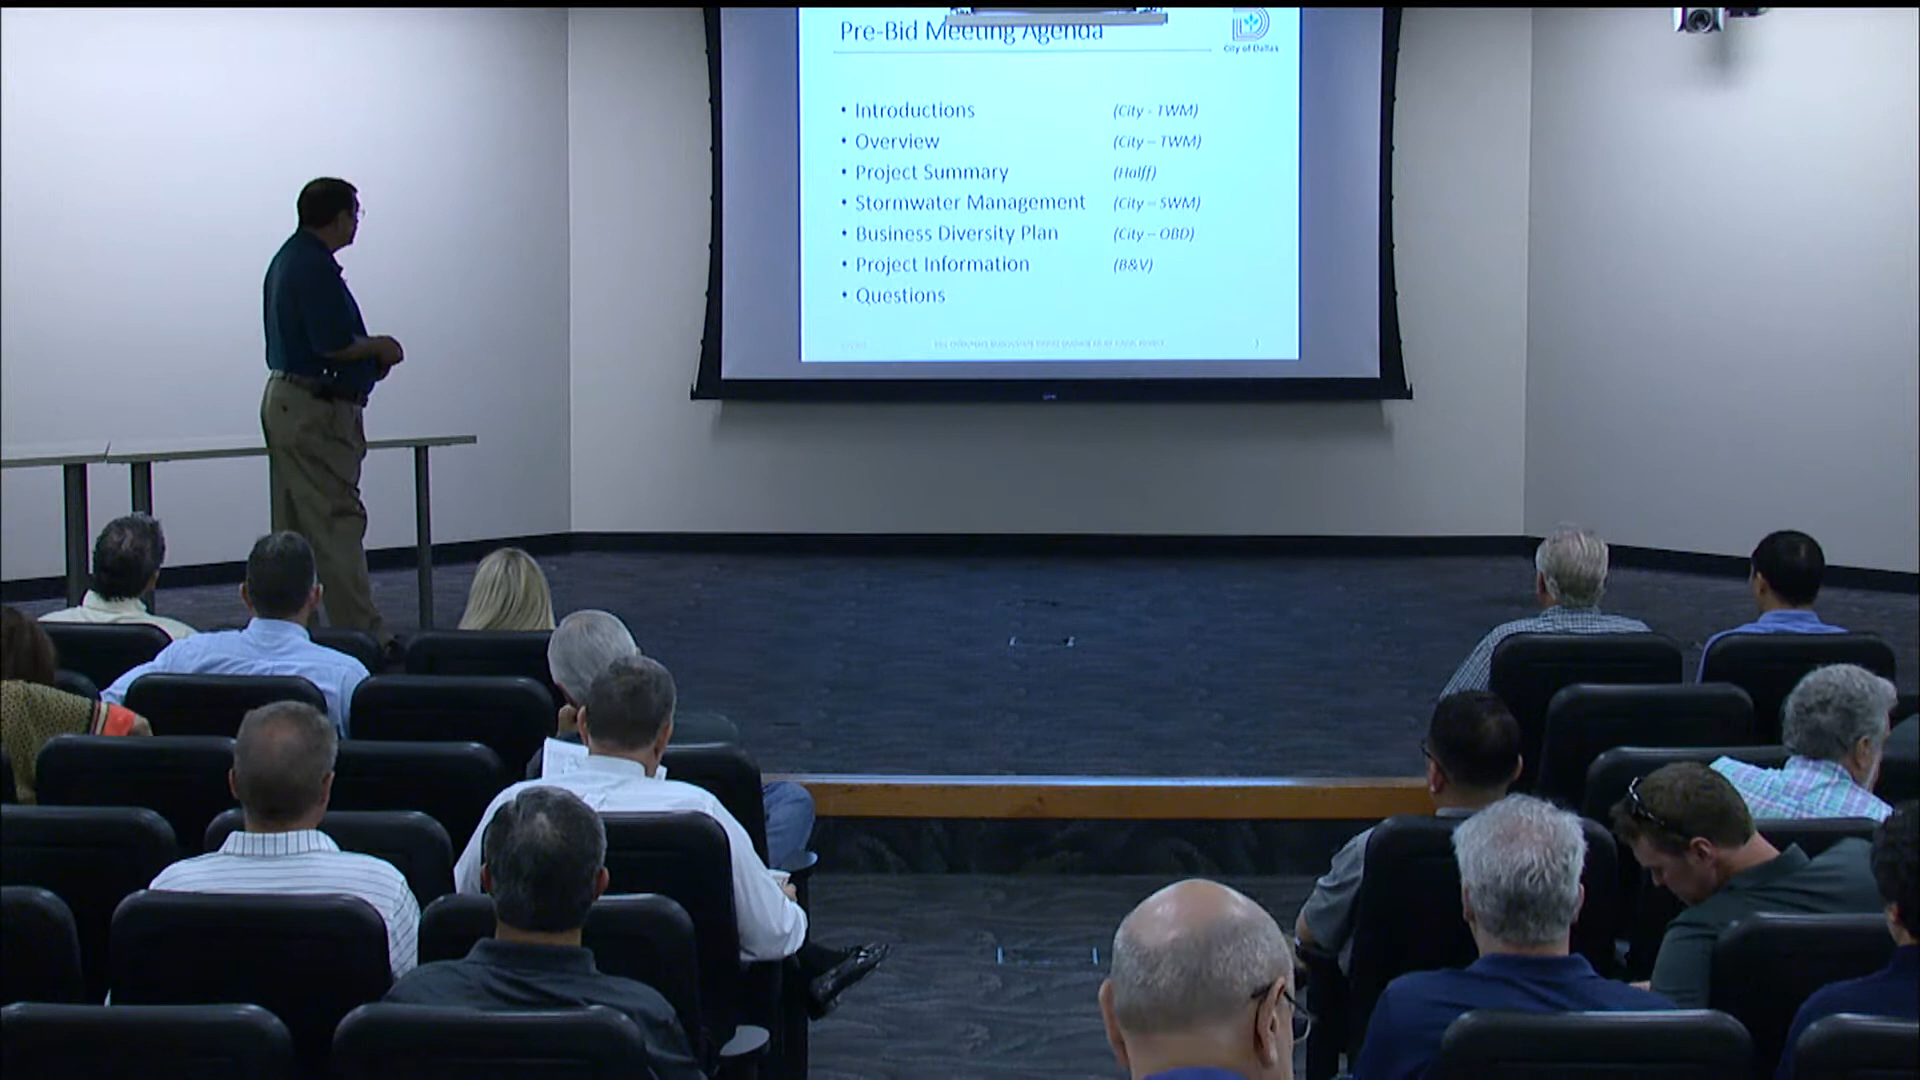 Pre-Bid Meeting Agenda
City of Dallas
• Introductions (City - TWM)
• Overview (City – TWM)
• Project Summary (Halff)
• Stormwater Management (City – SWM)
• Business Diversity Plan (City – OBD)
• Project Information (B&V)
• Questions